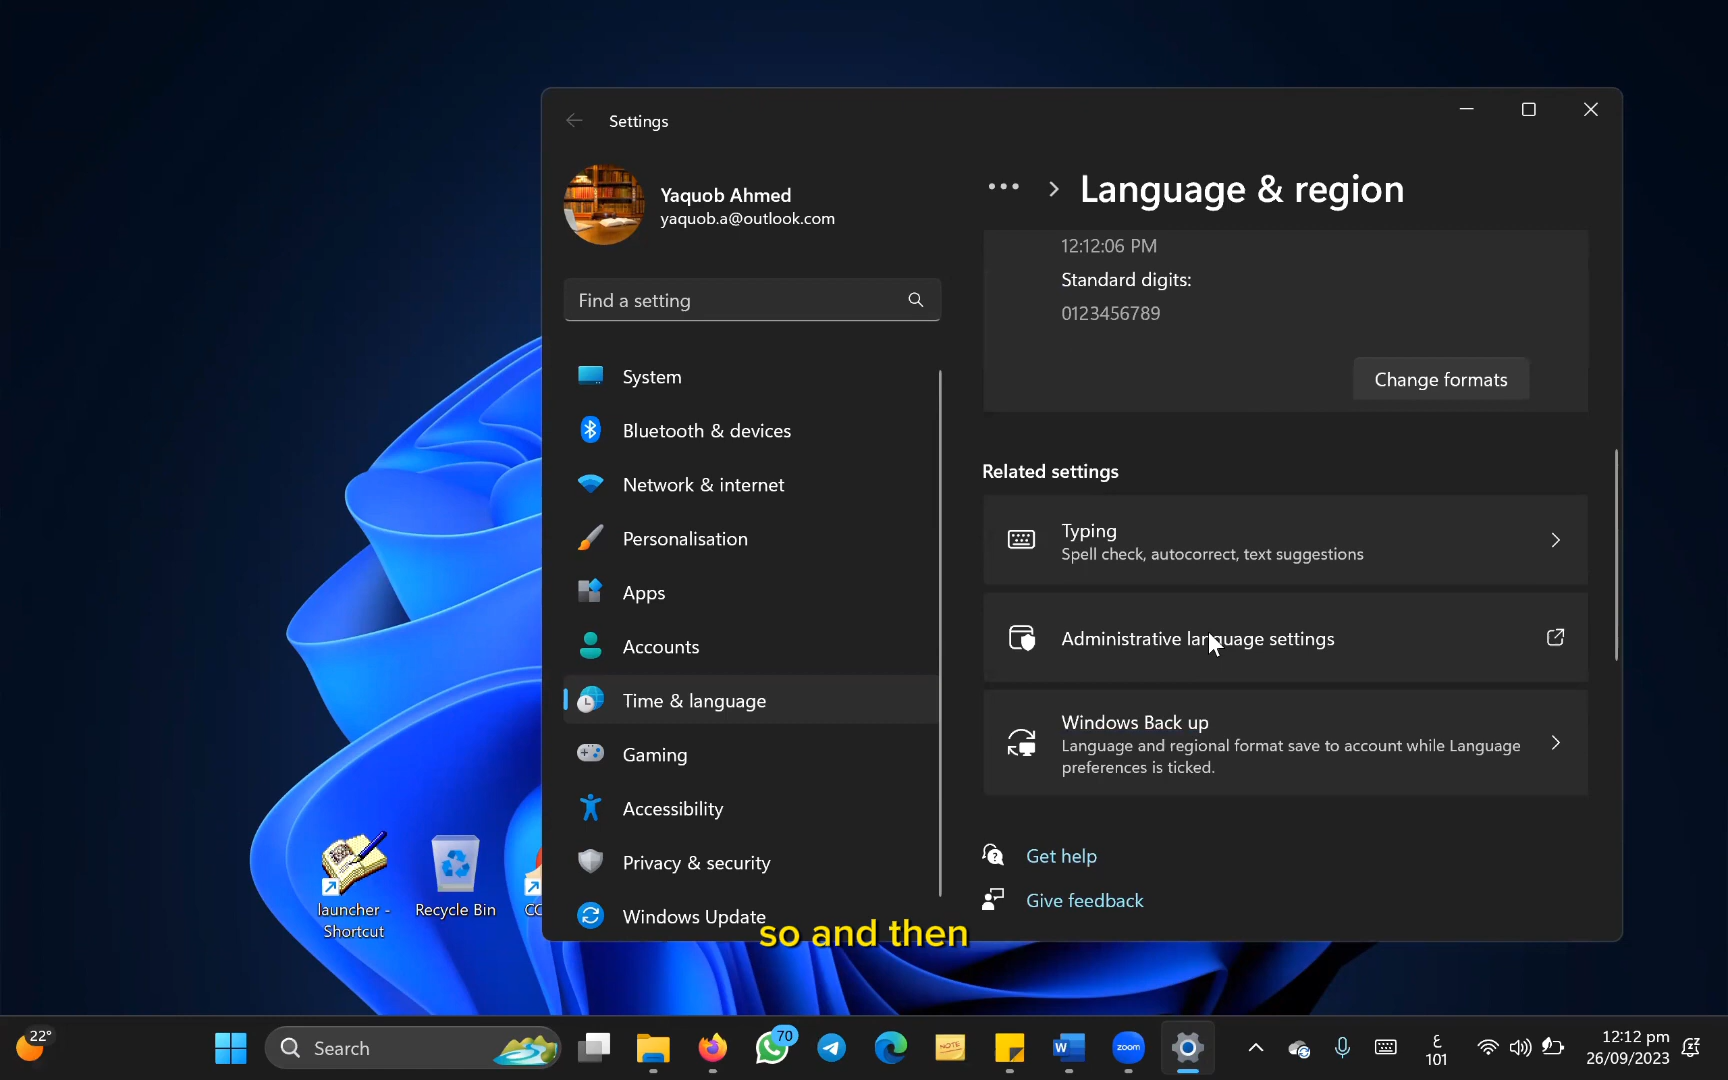 Settings
Yaquob Ahmed
yaquob.a@outlook.com
Find a setting
System
Bluetooth & devices
Network & internet
Personalisation
Apps
Accounts
Time & language
Gaming
Accessibility
Privacy & security
Windows Update
Language & region
12:12:06 PM
Standard digits:
0123456789
Change formats
Related settings
Typing
Spell check, autocorrect, text suggestions
Administrative language settings
Windows Back up
Language and regional format save to account while Language
preferences is ticked.
Get help
Give feedback
launcher -
Shortcut
Recycle Bin
so and then
22°
Search
70
NOTE
W
zoom
ع
101
12:12 pm
26/09/2023